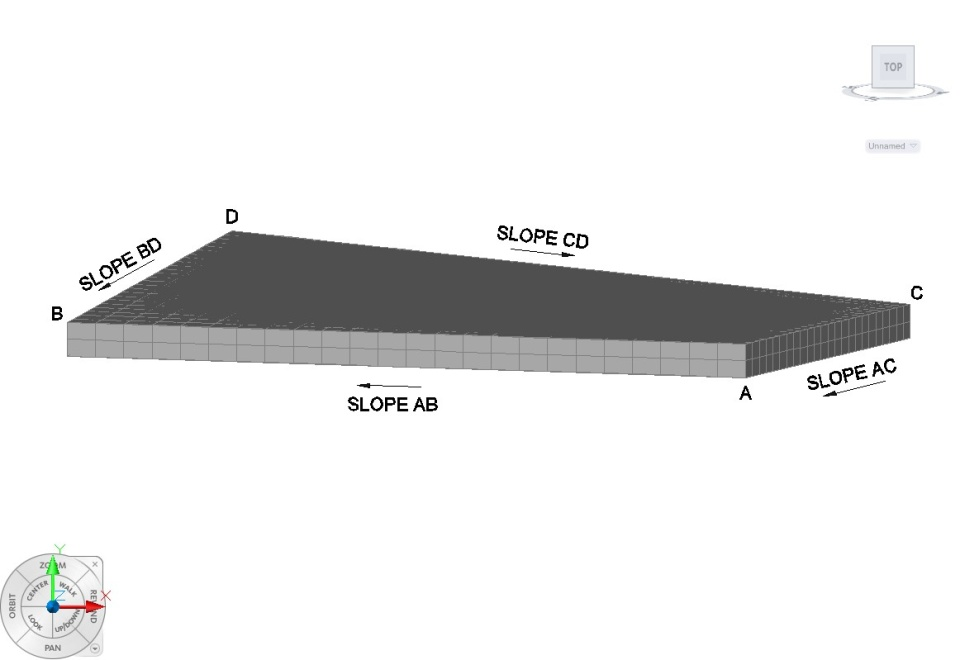 TOP
Unnamed
D
SLOPE CD
SLOPE BD
C
B
SLOPE AC
A
SLOPE AB
Y
ZOOM
CENTER
WALK
X
ORBIT
Z
REWIND
LOOK
UP/DOWN
PAN